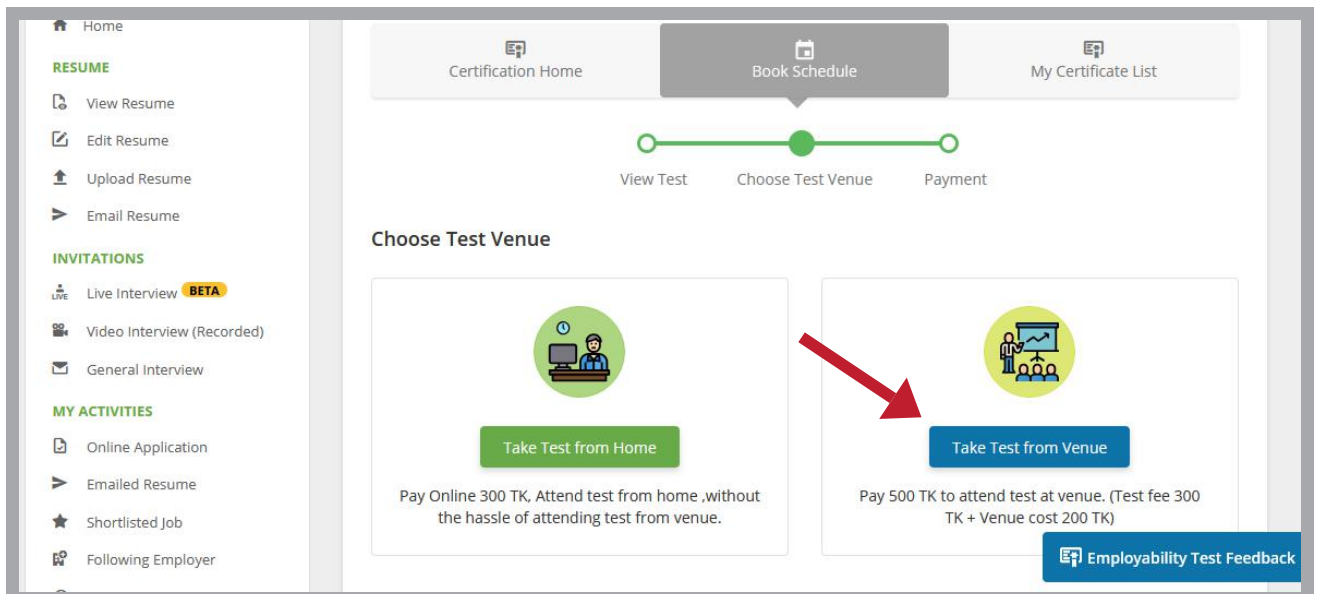 Home
RESUME
View Resume
Edit Resume
Upload Resume
Email Resume
INVITATIONS
LIVE Live Interview BETA
Video Interview (Recorded)
General Interview
MY ACTIVITIES
Online Application
Emailed Resume
Shortlisted Job
Following Employer
Certification Home
Book Schedule
My Certificate List
View Test
Choose Test Venue
Payment
Choose Test Venue
Take Test from Home
Pay Online 300 TK, Attend test from home ,without
the hassle of attending test from venue.
Take Test from Venue
Pay 500 TK to attend test at venue. (Test fee 300
TK + Venue cost 200 TK)
Employability Test Feedback